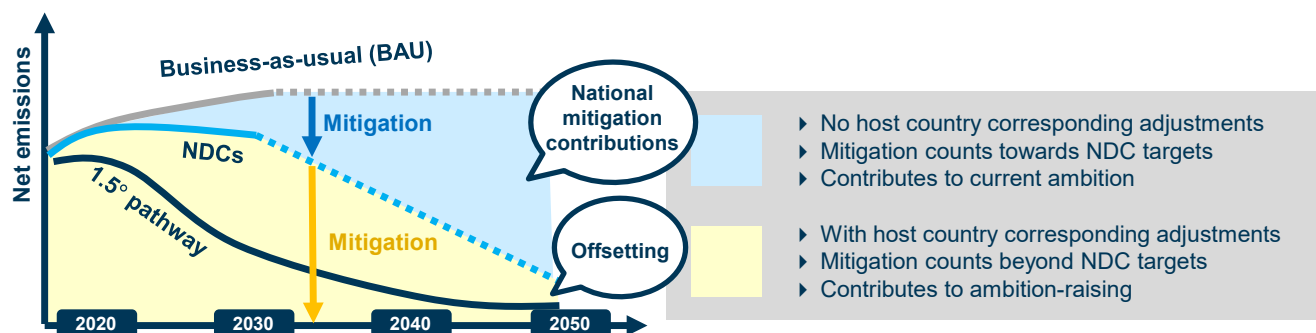 Net emissions
Business-as-usual (BAU)
Mitigation
NDCs
1.5° pathway
Mitigation
National
mitigation
contributions
Offsetting
2020
2030
2040
2050
No host country corresponding adjustments
Mitigation counts towards NDC targets
Contributes to current ambition
With host country corresponding adjustments
Mitigation counts beyond NDC targets
Contributes to ambition-raising